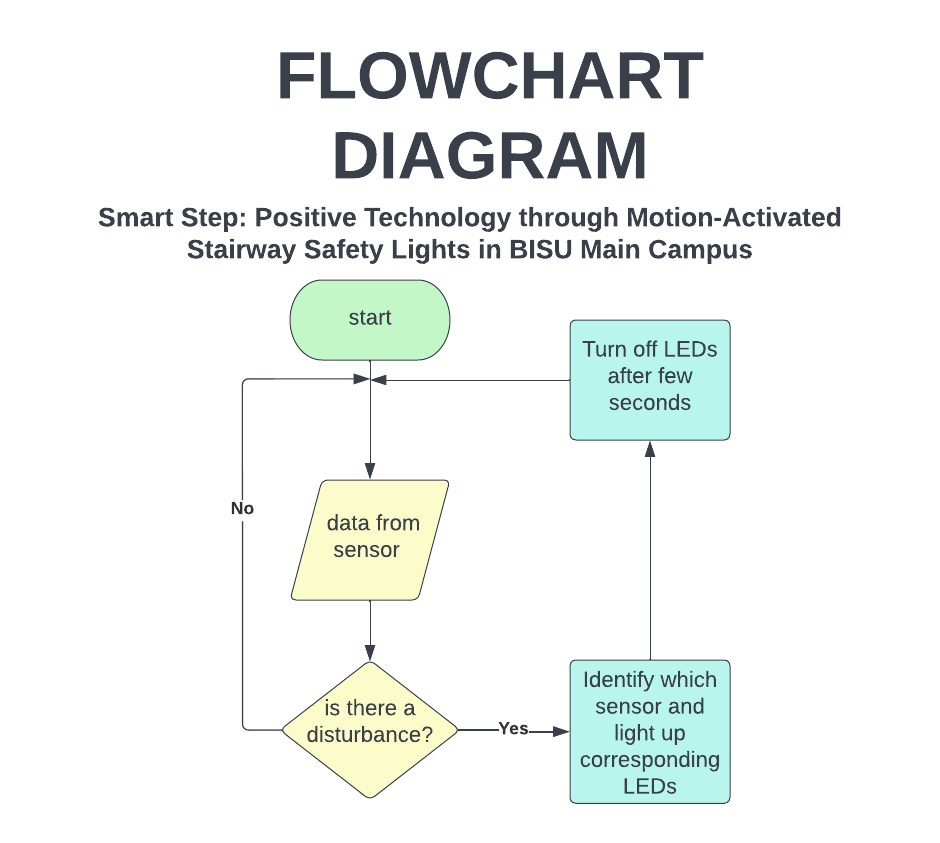 FLOWCHART
DIAGRAM
Smart Step: Positive Technology through Motion-Activated
Stairway Safety Lights in BISU Main Campus
start
Turn off LEDs
after few
seconds
No
data from
sensor
is there a
disturbance?
Yes
Identify which
sensor and
light up
corresponding
LEDs